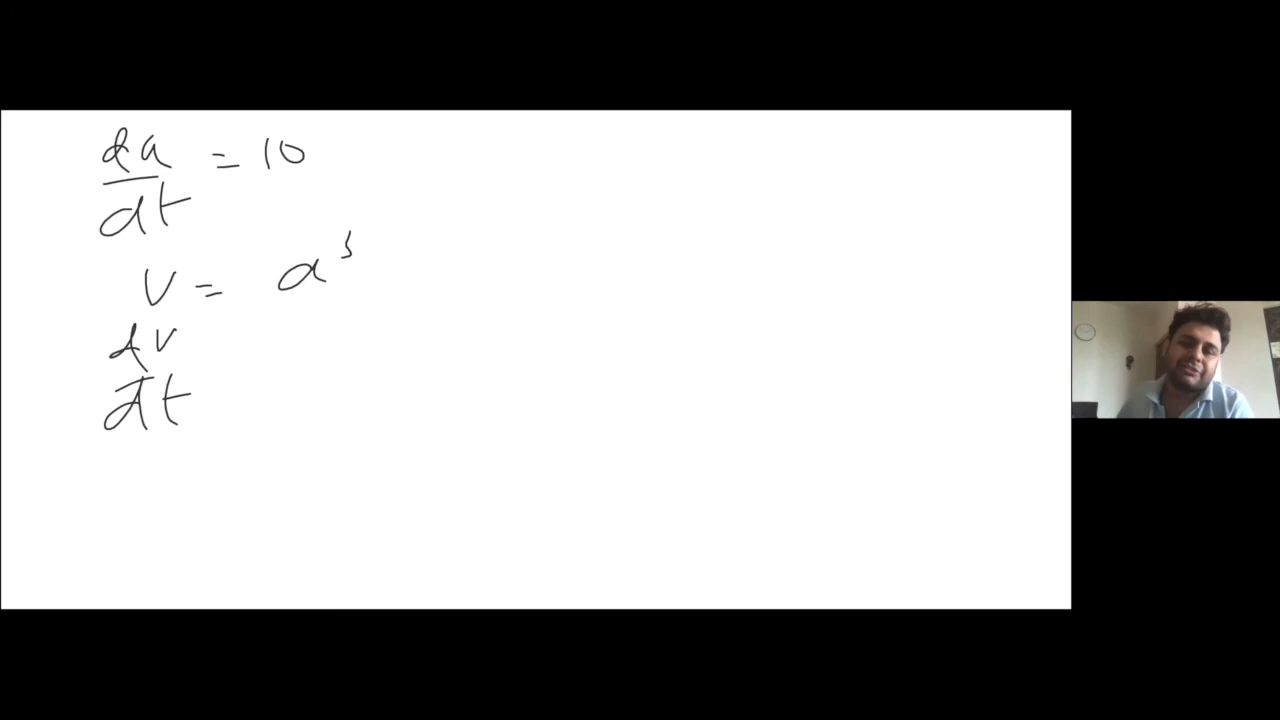 da/dt = 10
V = a³
dV/dt